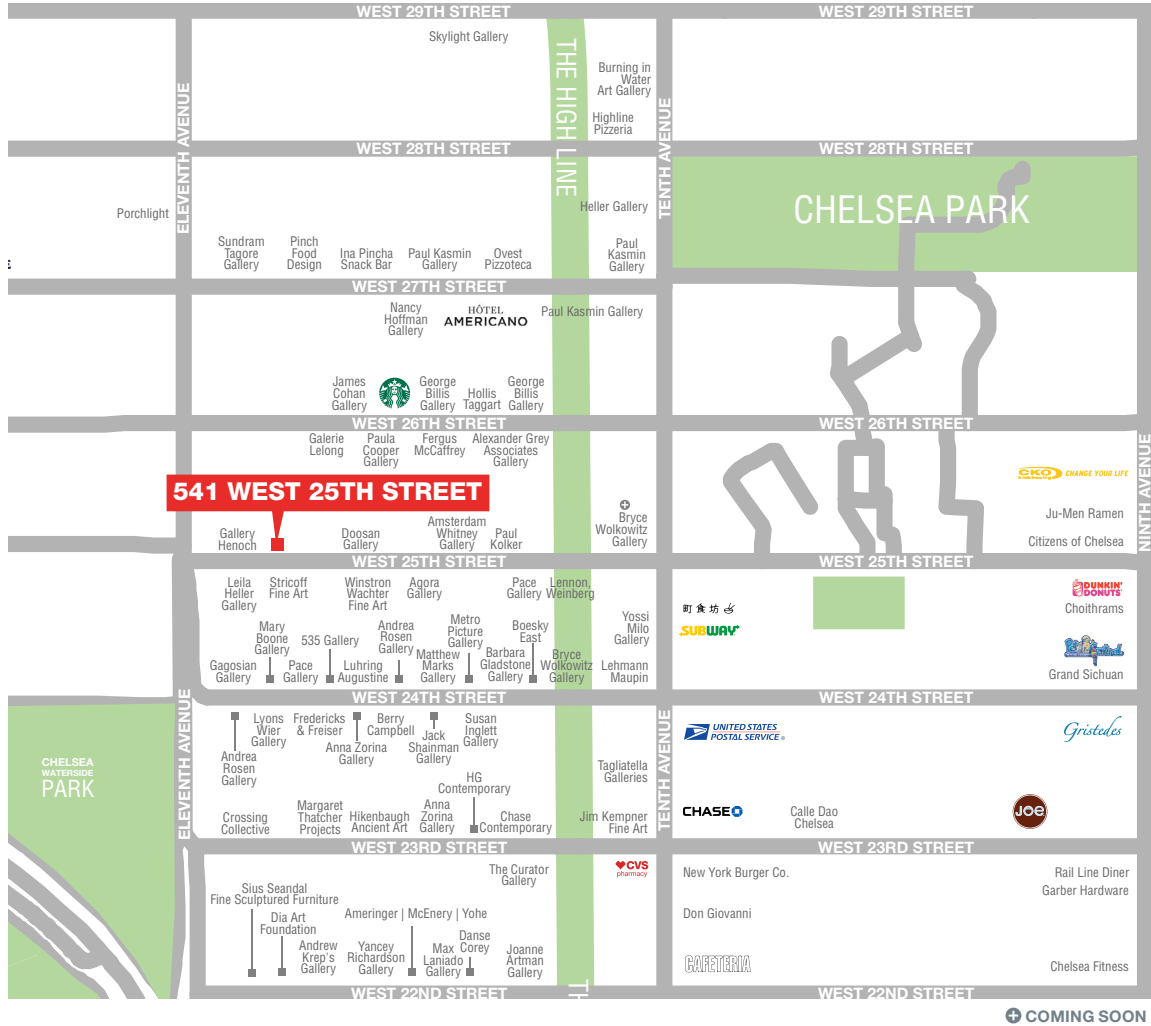 WEST 29TH STREET
WEST 29TH STREET
Skylight Gallery
THE HIGH LINE
Burning in
Water
Art Gallery
Highline
Pizzeria
ELEVENTH AVENUE
TENTH AVENUE
WEST 28TH STREET
WEST 28TH STREET
CHELSEA PARK
Porchlight
Heller Gallery
Sundram
Tagore
Gallery
Pinch
Food
Design
Ina Pincha
Snack Bar
Paul Kasmin
Gallery
Ovest
Pizzoteca
Paul
Kasmin
Gallery
E
WEST 27TH STREET
Nancy
Hoffman
Gallery
HÔTEL
AMERICANO
Paul Kasmin Gallery
James
Cohan
Gallery
George
Billis
Gallery
Hollis
Taggart
George
Billis
Gallery
WEST 26TH STREET
WEST 26TH STREET
Galerie
Lelong
Paula
Cooper
Gallery
Fergus
McCaffrey
Alexander Grey
Associates
Gallery
NINTH AVENUE
CKO CHANGE YOUR LIFE
541 WEST 25TH STREET
Ju-Men Ramen
Citizens of Chelsea
Gallery
Henoch
Doosan
Gallery
Amsterdam
Whitney
Gallery
Paul
Kolker
Bryce
Wolkowitz
Gallery
WEST 25TH STREET
WEST 25TH STREET
Leila
Heller
Gallery
Stricoff
Fine Art
Winstron
Wachter
Fine Art
Agora
Gallery
Pace
Gallery
Lennon,
Weinberg
Yossi
Milo
Gallery
町食坊
SUBWAY
DUNKIN'
DONUTS
Choithrams
Mary
Boone
Gallery
535 Gallery
Andrea
Rosen
Gallery
Metro
Picture
Gallery
Boesky
East
Gagosian
Gallery
Pace
Gallery
Luhring
Augustine
Matthew
Marks
Gallery
Barbara
Gladstone
Gallery
Bryce
Wolkowitz
Gallery
Lehmann
Maupin
Grand Sichuan
WEST 24TH STREET
WEST 24TH STREET
ELEVENTH AVENUE
TENTH AVENUE
Lyons
Wier
Gallery
Fredericks
& Freiser
Berry
Campbell
Susan
Inglett
Gallery
Andrea
Rosen
Gallery
Anna Zorina
Gallery
Jack
Shainman
Gallery
UNITED STATES
POSTAL SERVICE®
Gristedes
CHELSEA
WATERSIDE
PARK
HG
Contemporary
Tagliatella
Galleries
Crossing
Collective
Margaret
Thatcher
Projects
Hikenbaugh
Ancient Art
Anna
Zorina
Gallery
Chase
Contemporary
Jim Kempner
Fine Art
CHASE
Calle Dao
Chelsea
JOE
WEST 23RD STREET
WEST 23RD STREET
The Curator
Gallery
CVS
pharmacy
New York Burger Co.
Rail Line Diner
Garber Hardware
Sius Seandal
Fine Sculptured Furniture
Dia Art
Foundation
Ameringer | McEnery | Yohe
Don Giovanni
Andrew
Krep's
Gallery
Yancey
Richardson
Gallery
Max
Laniado
Gallery
Danse
Corey
Joanne
Artman
Gallery
CAFETERIA
Chelsea Fitness
WEST 22ND STREET
TH
WEST 22ND STREET
COMING SOON